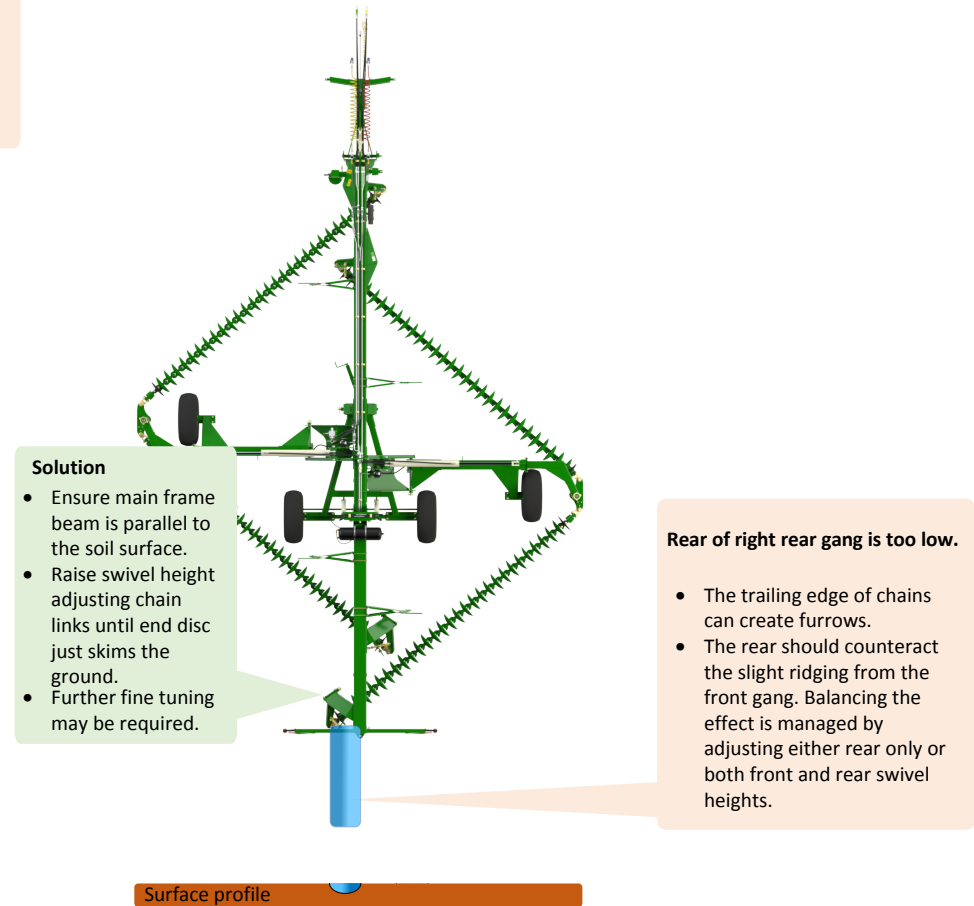 Solution
• Ensure main frame
beam is parallel to
the soil surface.
• Raise swivel height
adjusting chain
links until end disc
just skims the
ground.
• Further fine tuning
may be required.
Rear of right rear gang is too low.
• The trailing edge of chains
can create furrows.
• The rear should counteract
the slight ridging from the
front gang. Balancing the
effect is managed by
adjusting either rear only or
both front and rear swivel
heights.
Surface profile